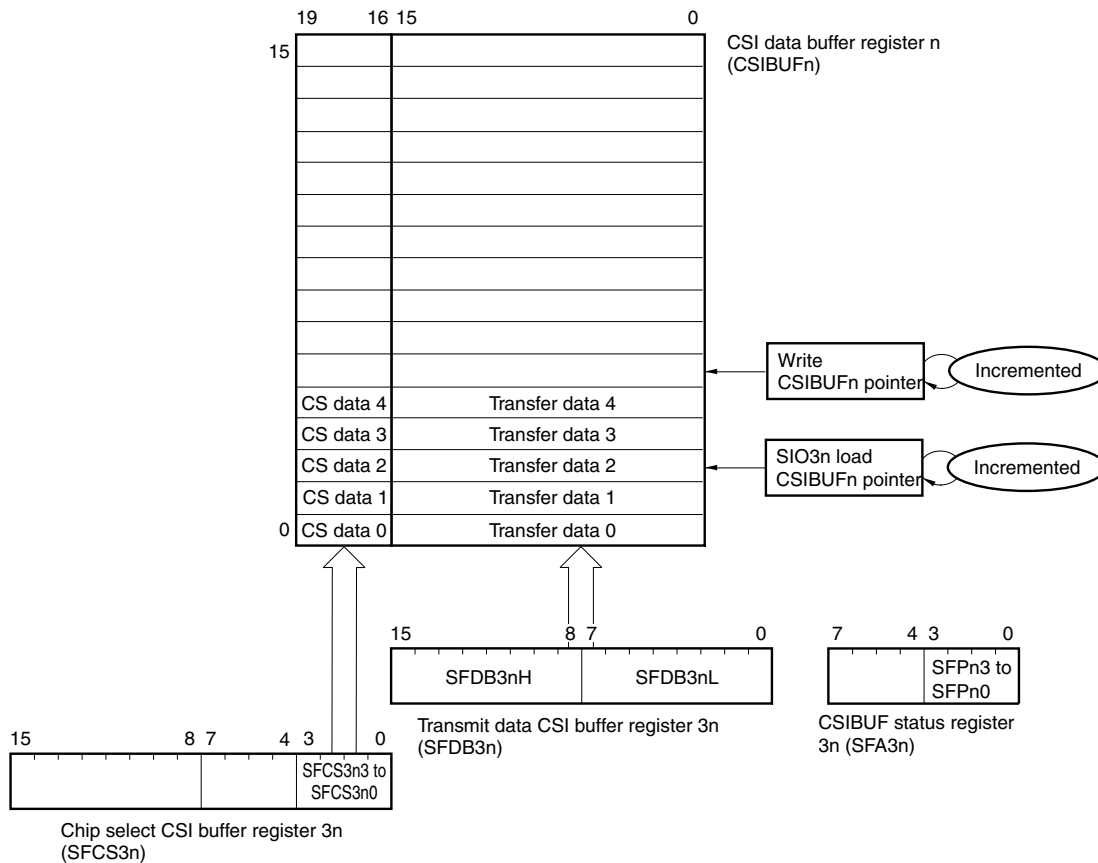 19 16 15 0
15
CSI data buffer register n
(CSIBUFn)
Write
CSIBUFn pointer
Incremented
CS data 4 Transfer data 4
CS data 3 Transfer data 3
SIO3n load
CSIBUFn pointer
Incremented
CS data 2 Transfer data 2
CS data 1 Transfer data 1
0 CS data 0 Transfer data 0
15 8 7 0
SFDB3nH SFDB3nL
Transmit data CSI buffer register 3n
(SFDB3n)
7 4 3 0
SFPn3 to
SFPn0
CSIBUF status register
3n (SFA3n)
15 8 7 4 3 0
SFCS3n3 to
SFCS3n0
Chip select CSI buffer register 3n
(SFCS3n)